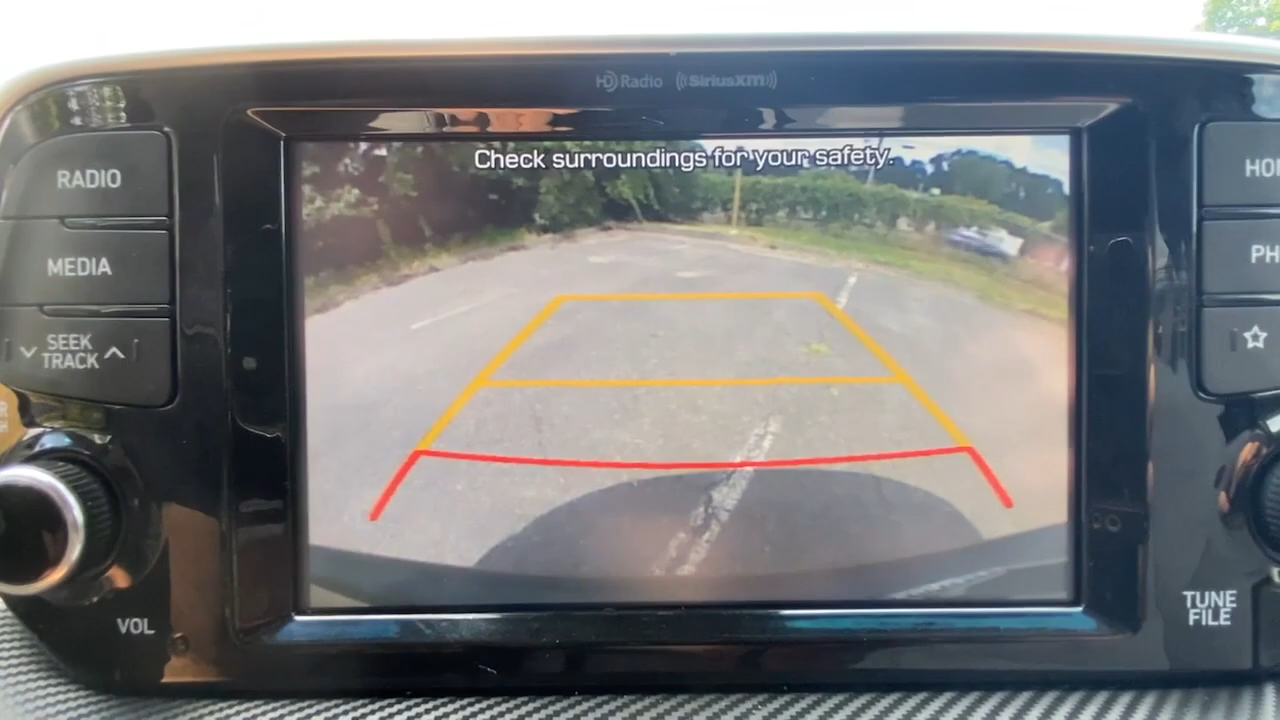 HD Radio SiriusXM
Check surroundings for your safety.
RADIO
MEDIA
SEEK
TRACK
VOL
TUNE
FILE